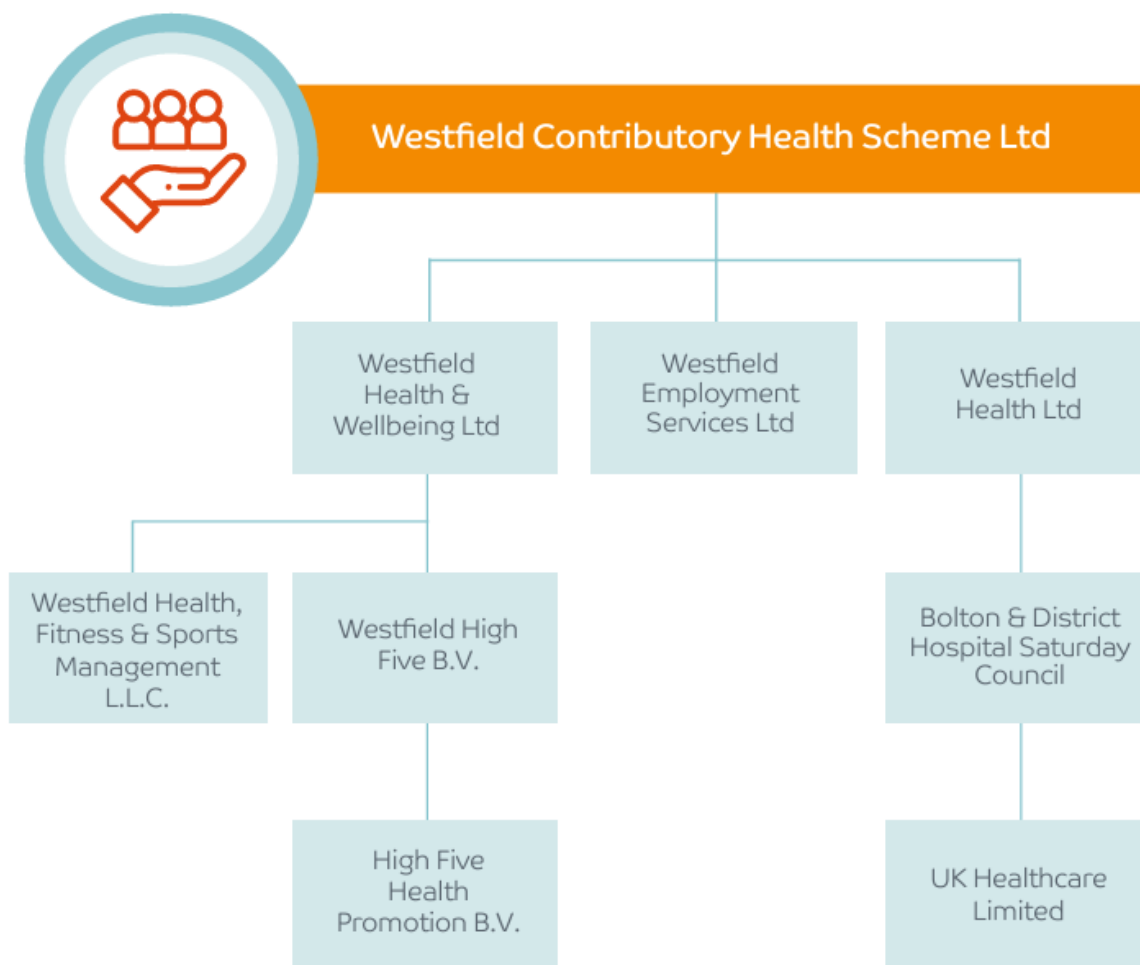 Westfield Contributory Health Scheme Ltd
Westfield
Health &
Wellbeing Ltd
Westfield
Employment
Services Ltd
Westfield
Health Ltd
Westfield Health,
Fitness & Sports
Management
L.L.C.
Westfield High
Five B.V.
Bolton & District
Hospital Saturday
Council
High Five
Health
Promotion B.V.
UK Healthcare
Limited